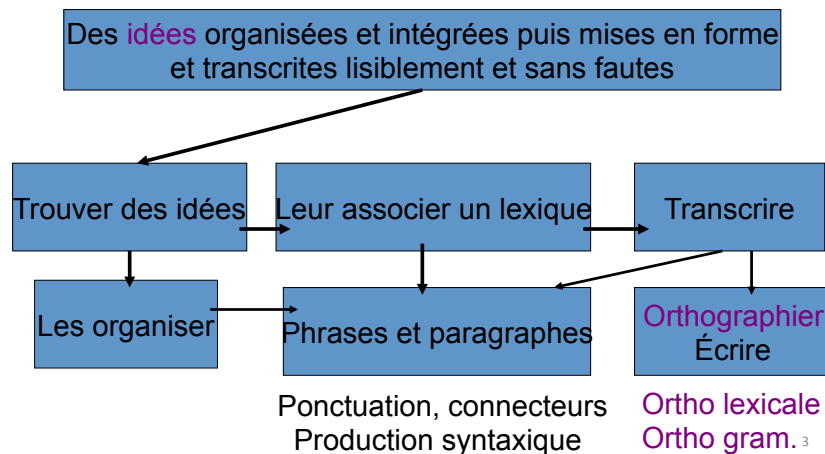 Des idées organisées et intégrées puis mises en forme
et transcrites lisiblement et sans fautes
Trouver des idées
Leur associer un lexique
Transcrire
Les organiser
Phrases et paragraphes
Orthographier
Écrire
Ponctuation, connecteurs
Production syntaxique
Ortho lexicale
Ortho gram. 3